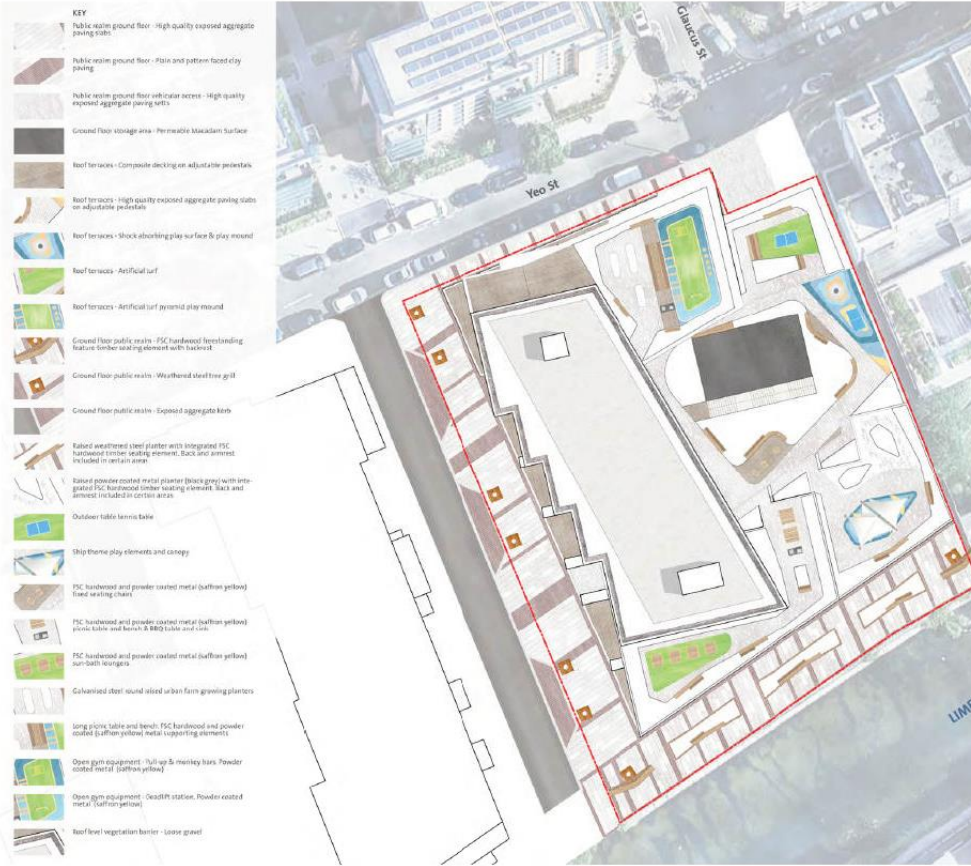 KEY
Public realm ground floor - High quality exposed aggregate
paving slabs
Public realm ground floor - Plain and pattern faced clay
paving
Public realm ground floor vehicular access - High quality
exposed aggregate paving setts
Ground floor storage area - Permeable Macadam Surface
Roof terraces - Composite decking on adjustable pedestals
Roof terraces - High quality exposed aggregate paving slabs
on adjustable pedestals
Roof terraces - Shock absorbing play surface & play mound
Roof terraces - Artificial turf
Roof terraces - Artificial turf pyramid play mound
Ground floor public realm - FSC hardwood freestanding
feature timber seating element with backrest
Ground floor public realm - Weathered steel tree grill
Ground floor public realm - Exposed aggregate kerb
Raised weathered steel planter with integrated FSC
hardwood timber seating element. Back and armrest
included in certain areas
Raised powder coated metal planter (black grey) with inte-
grated FSC hardwood timber seating element. Back and
armrest included in certain areas
Outdoor table tennis table
Ship theme play elements and canopy
FSC hardwood and powder coated metal (saffron yellow)
fixed seating chairs
FSC hardwood and powder coated metal (saffron yellow)
picnic table and bench & BBQ table and sink
FSC hardwood and powder coated metal (saffron yellow)
sun-bath loungers
Galvanised steel round raised urban farm growing planters
Long picnic table and bench. FSC hardwood and powder
coated (saffron yellow) metal supporting elements
Open gym equipment - Pull-up & monkey bars. Powder
coated metal (saffron yellow)
Open gym equipment - Deadlift station. Powder coated
metal (saffron yellow)
Roof level vegetation barrier - Loose gravel
Glaucus St
Yeo St
LIME